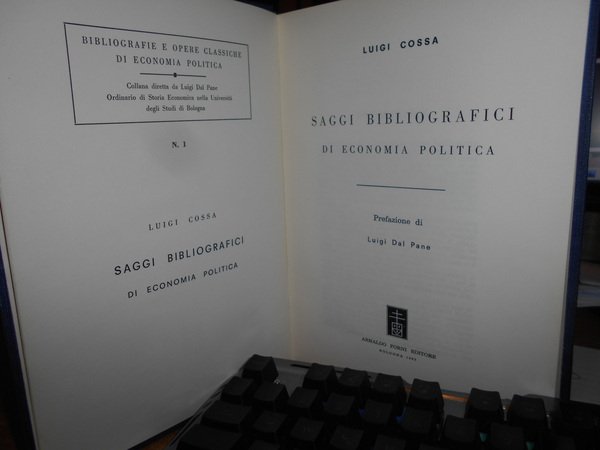 BIBLIOGRAFIE E OPERE CLASSICHE
DI ECONOMIA POLITICA
Collana diretta da Luigi Dal Pane
Ordinario di Storia Economica nella Università
degli Studi di Bologna
N. 1
LUIGI COSSA
SAGGI BIBLIOGRAFICI
DI ECONOMIA POLITICA
LUIGI COSSA
SAGGI BIBLIOGRAFICI
DI ECONOMIA POLITICA
Prefazione di
Luigi Dal Pane
ARNALDO FORNI EDITORE
BOLOGNA